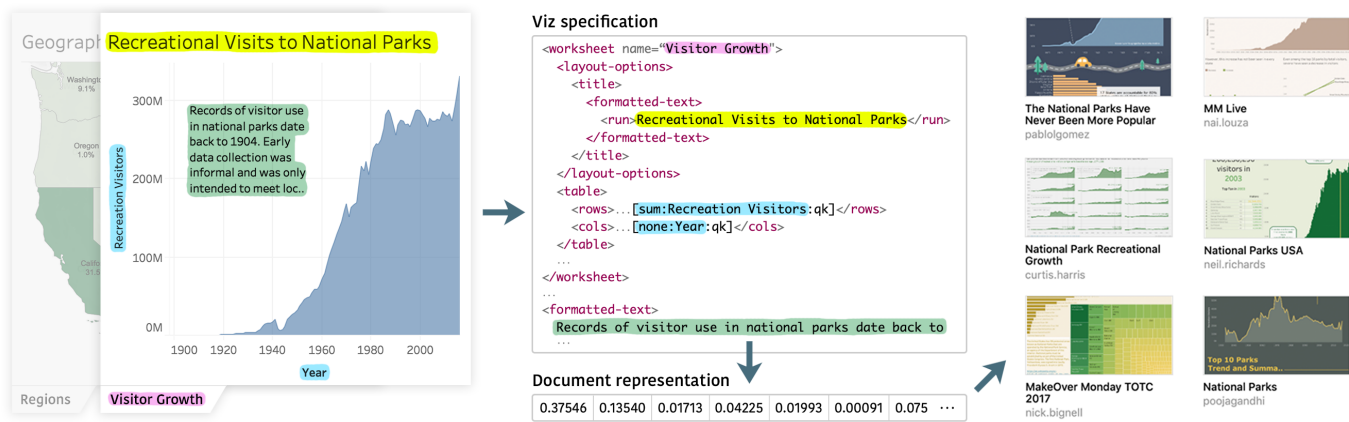 Geograph
Recreational Visits to National Parks
Washingt
9.1%
Oregon
1.0%
Califo
31.5
300M
200M
100M
0M
Recreation Visitors
Records of visitor use
in national parks date
back to 1904. Early
data collection was
informal and was only
intended to meet loc..
1900 1920 1940 1960 1980 2000
Year
Regions
Visitor Growth
Viz specification
<worksheet name="Visitor Growth">
<layout-options>
<title>
<formatted-text>
<run>Recreational Visits to National Parks</run>
</formatted-text>
</title>
</layout-options>
<table>
<rows>...[sum:Recreation Visitors:qk]</rows>
<cols>...[none:Year:qk]</cols>
</table>
...
</worksheet>
...
<formatted-text>
Records of visitor use in national parks date back to
...
Document representation
0.37546 0.13540 0.01713 0.04225 0.01993 0.00091 0.075 ...
The National Parks Have
Never Been More Popular
pablolgomez
MM Live
nai.louza
National Park Recreational
Growth
curtis.harris
visitors in
2003
National Parks USA
neil.richards
MakeOver Monday TOTC
2017
nick.bignell
Top 10 Parks
Trend and Summa..
National Parks
poojagandhi